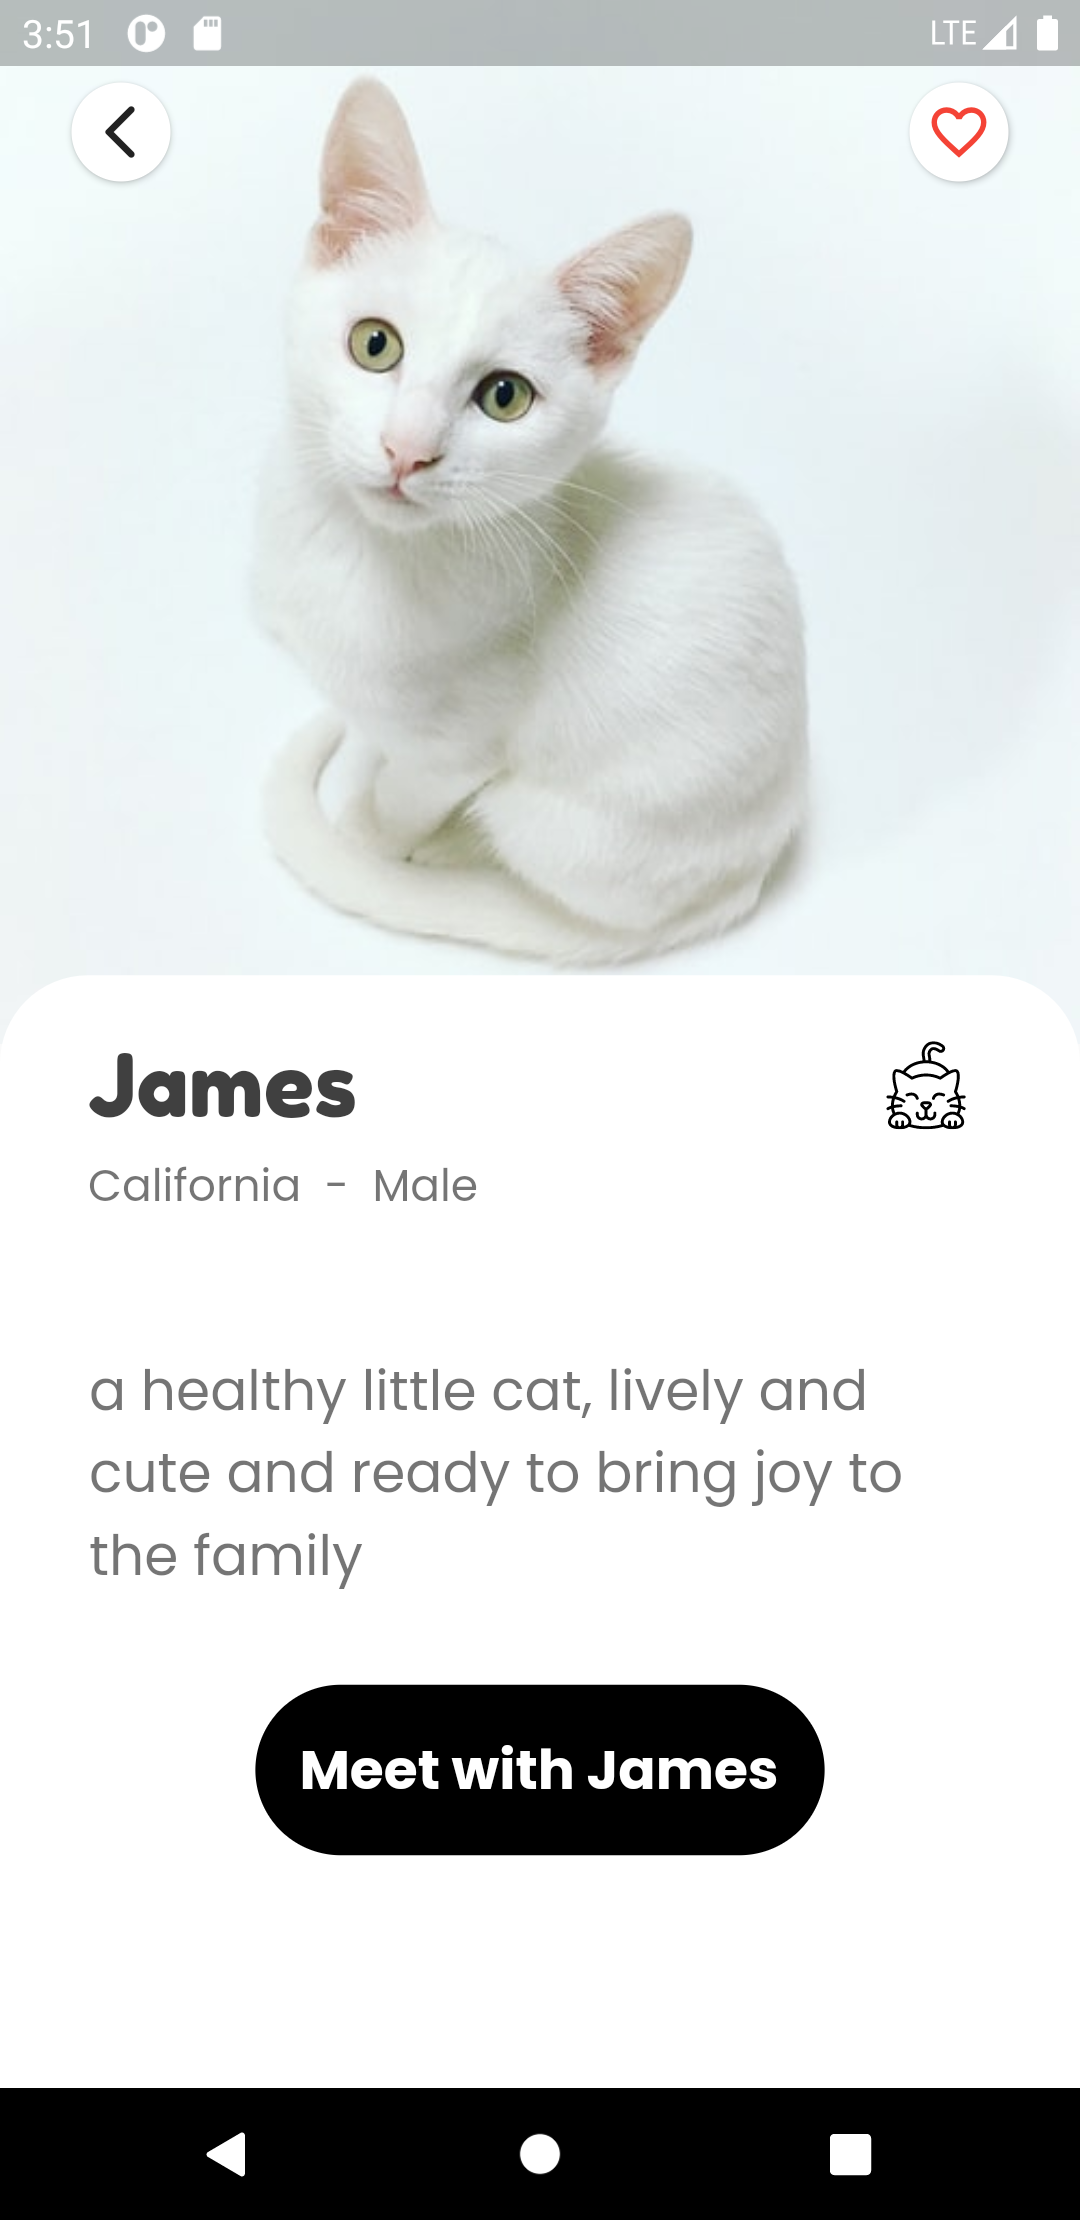 3:51 LTE
James
California - Male
a healthy little cat, lively and
cute and ready to bring joy to
the family
Meet with James